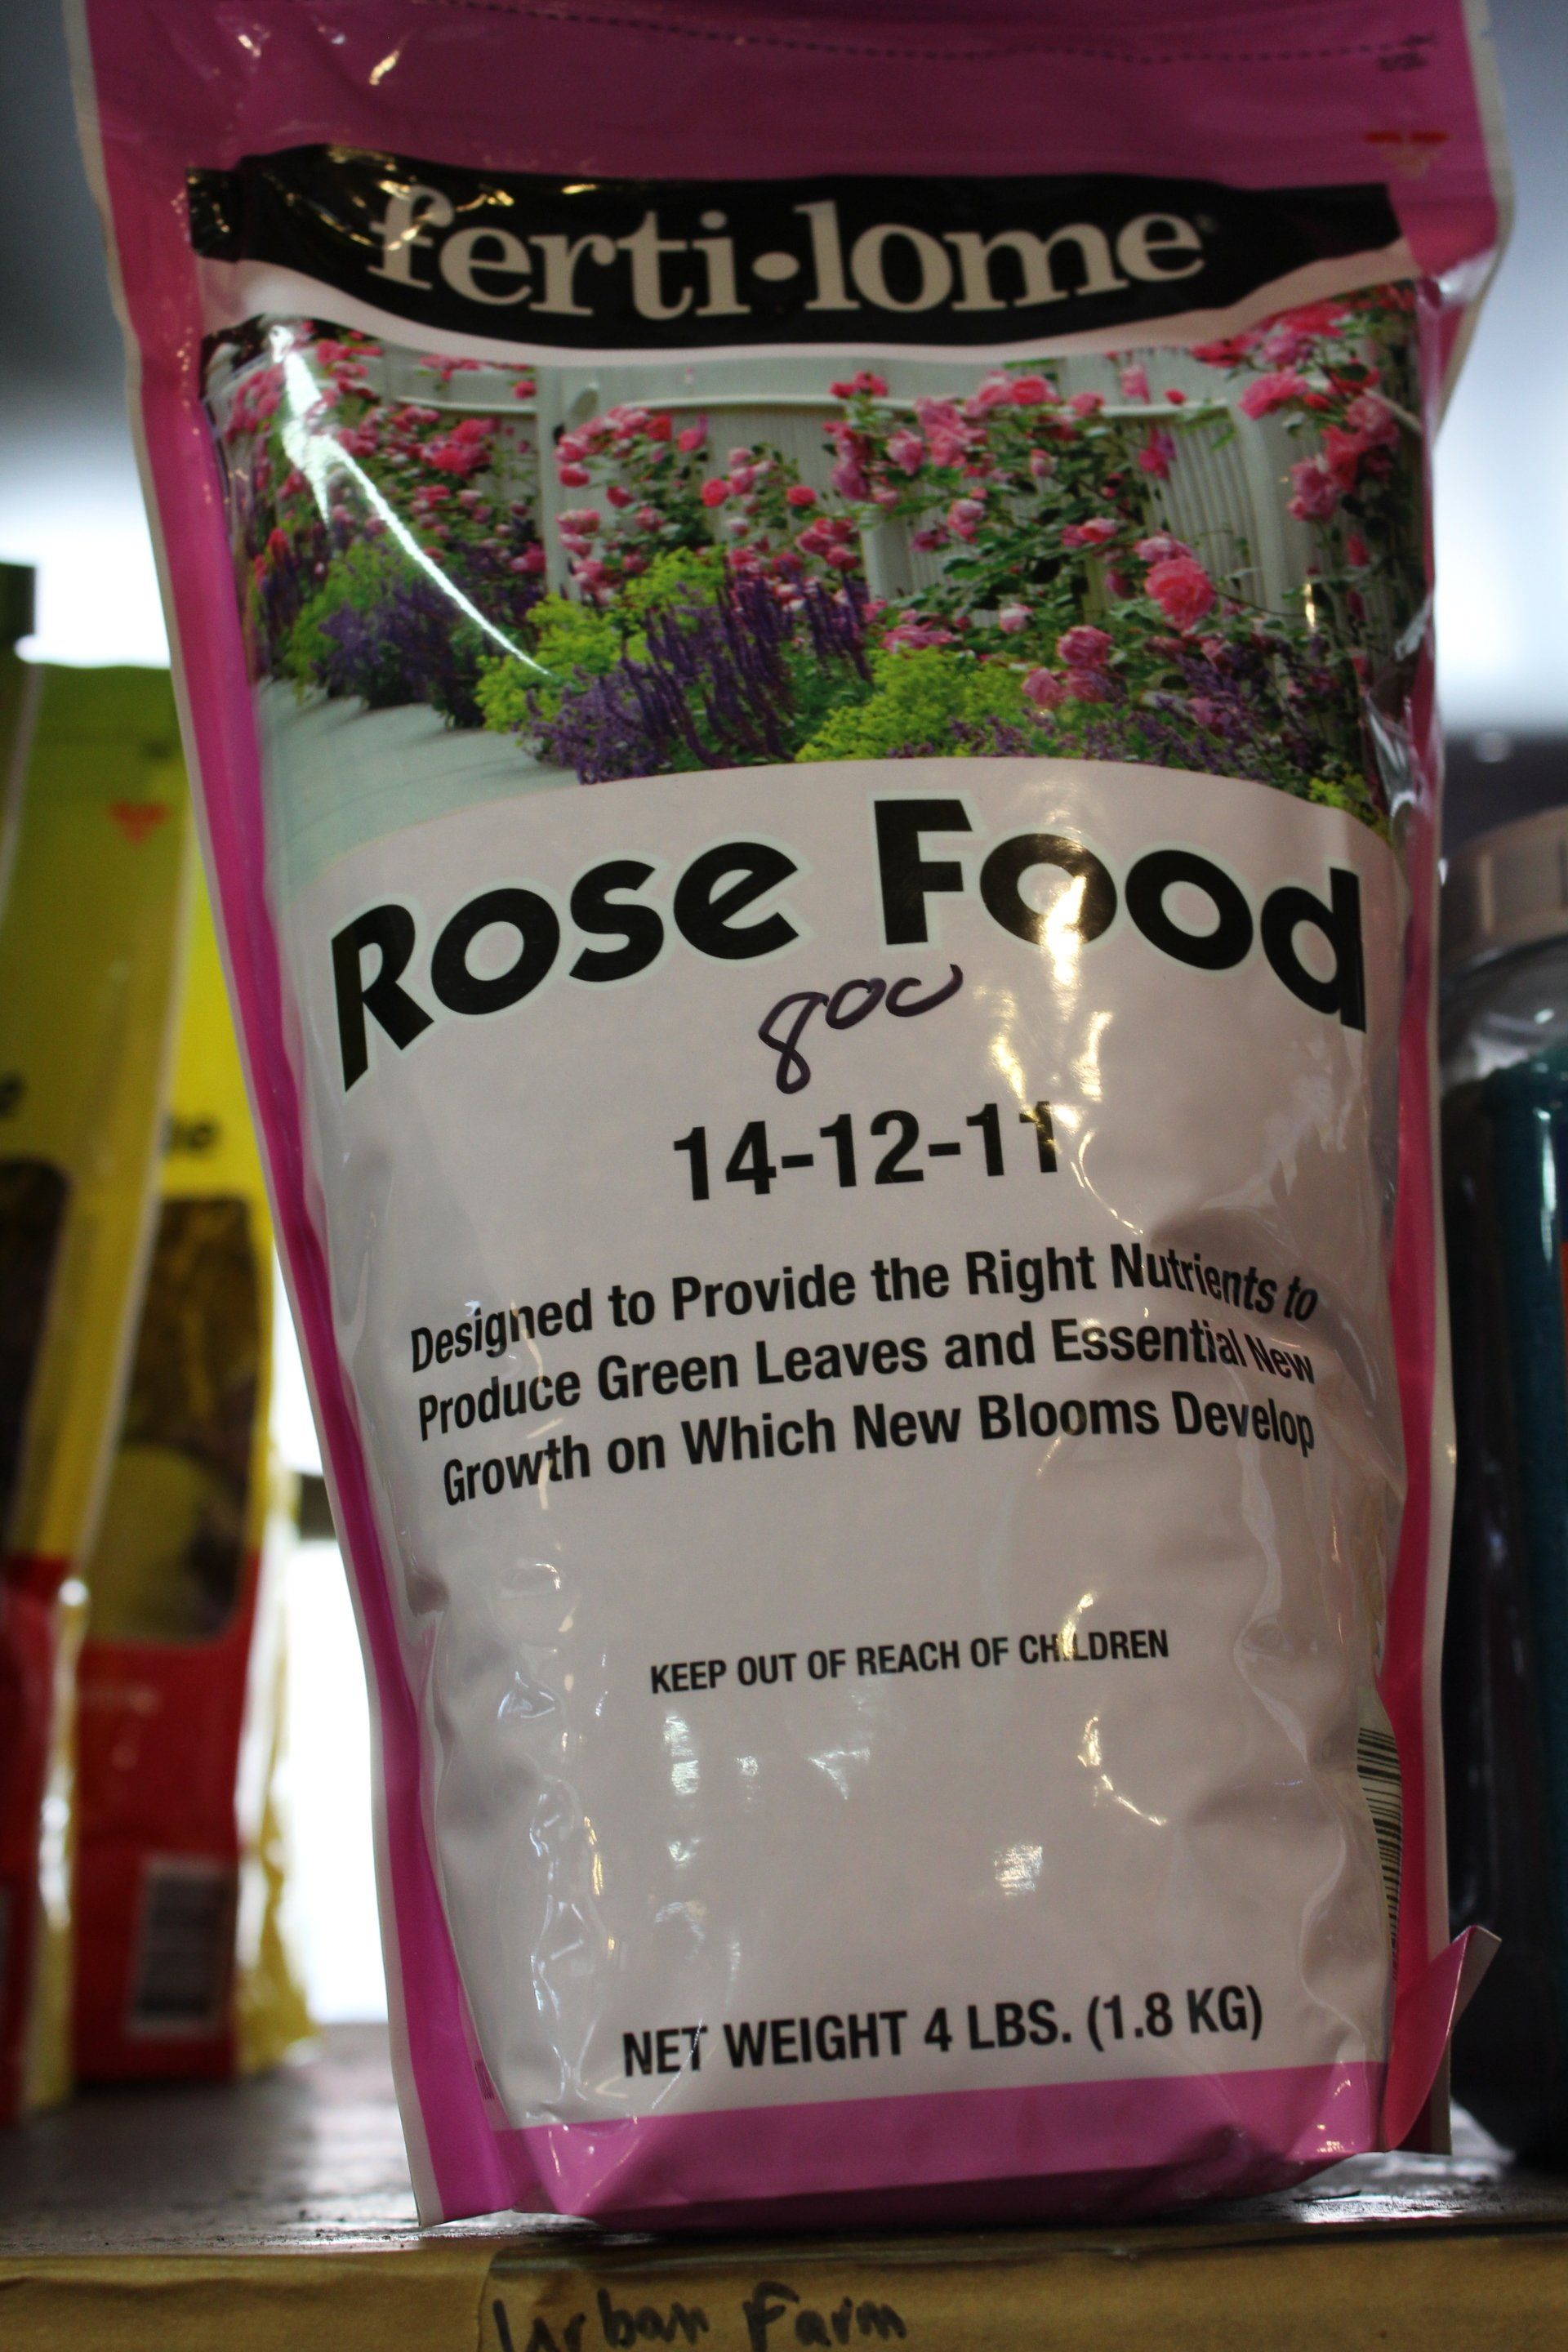 ferti•lome®
Rose Food
800
14-12-11
Designed to Provide the Right Nutrients to
Produce Green Leaves and Essential New
Growth on Which New Blooms Develop
KEEP OUT OF REACH OF CHILDREN
NET WEIGHT 4 LBS. (1.8 KG)
Urban Farm